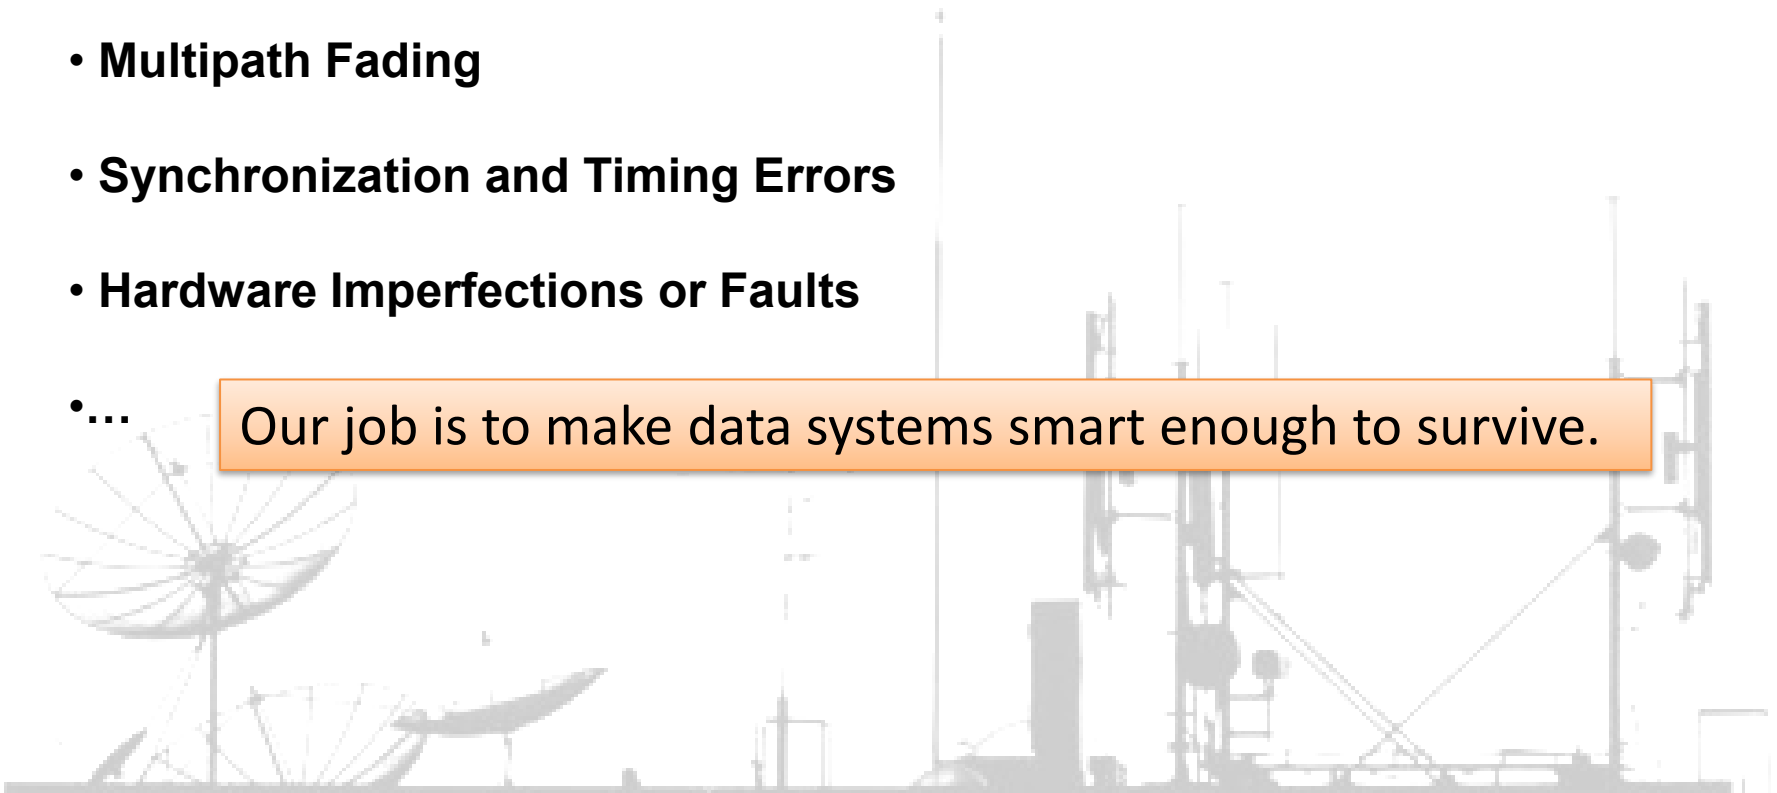 • Multipath Fading
• Synchronization and Timing Errors
• Hardware Imperfections or Faults
•...
Our job is to make data systems smart enough to survive.